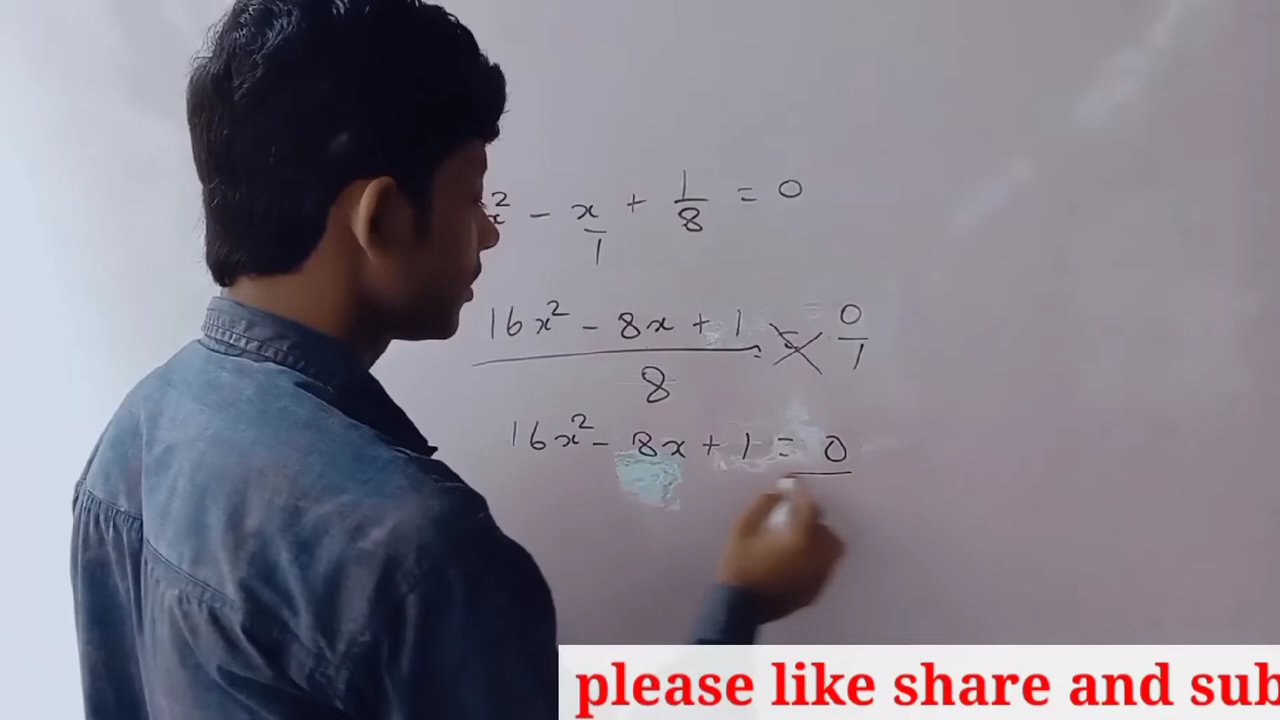 x² - x/1 + 1/8 = 0
16x² - 8x + 1 / 8 = 0/1
16x² - 8x + 1 = 0
please like share and sub